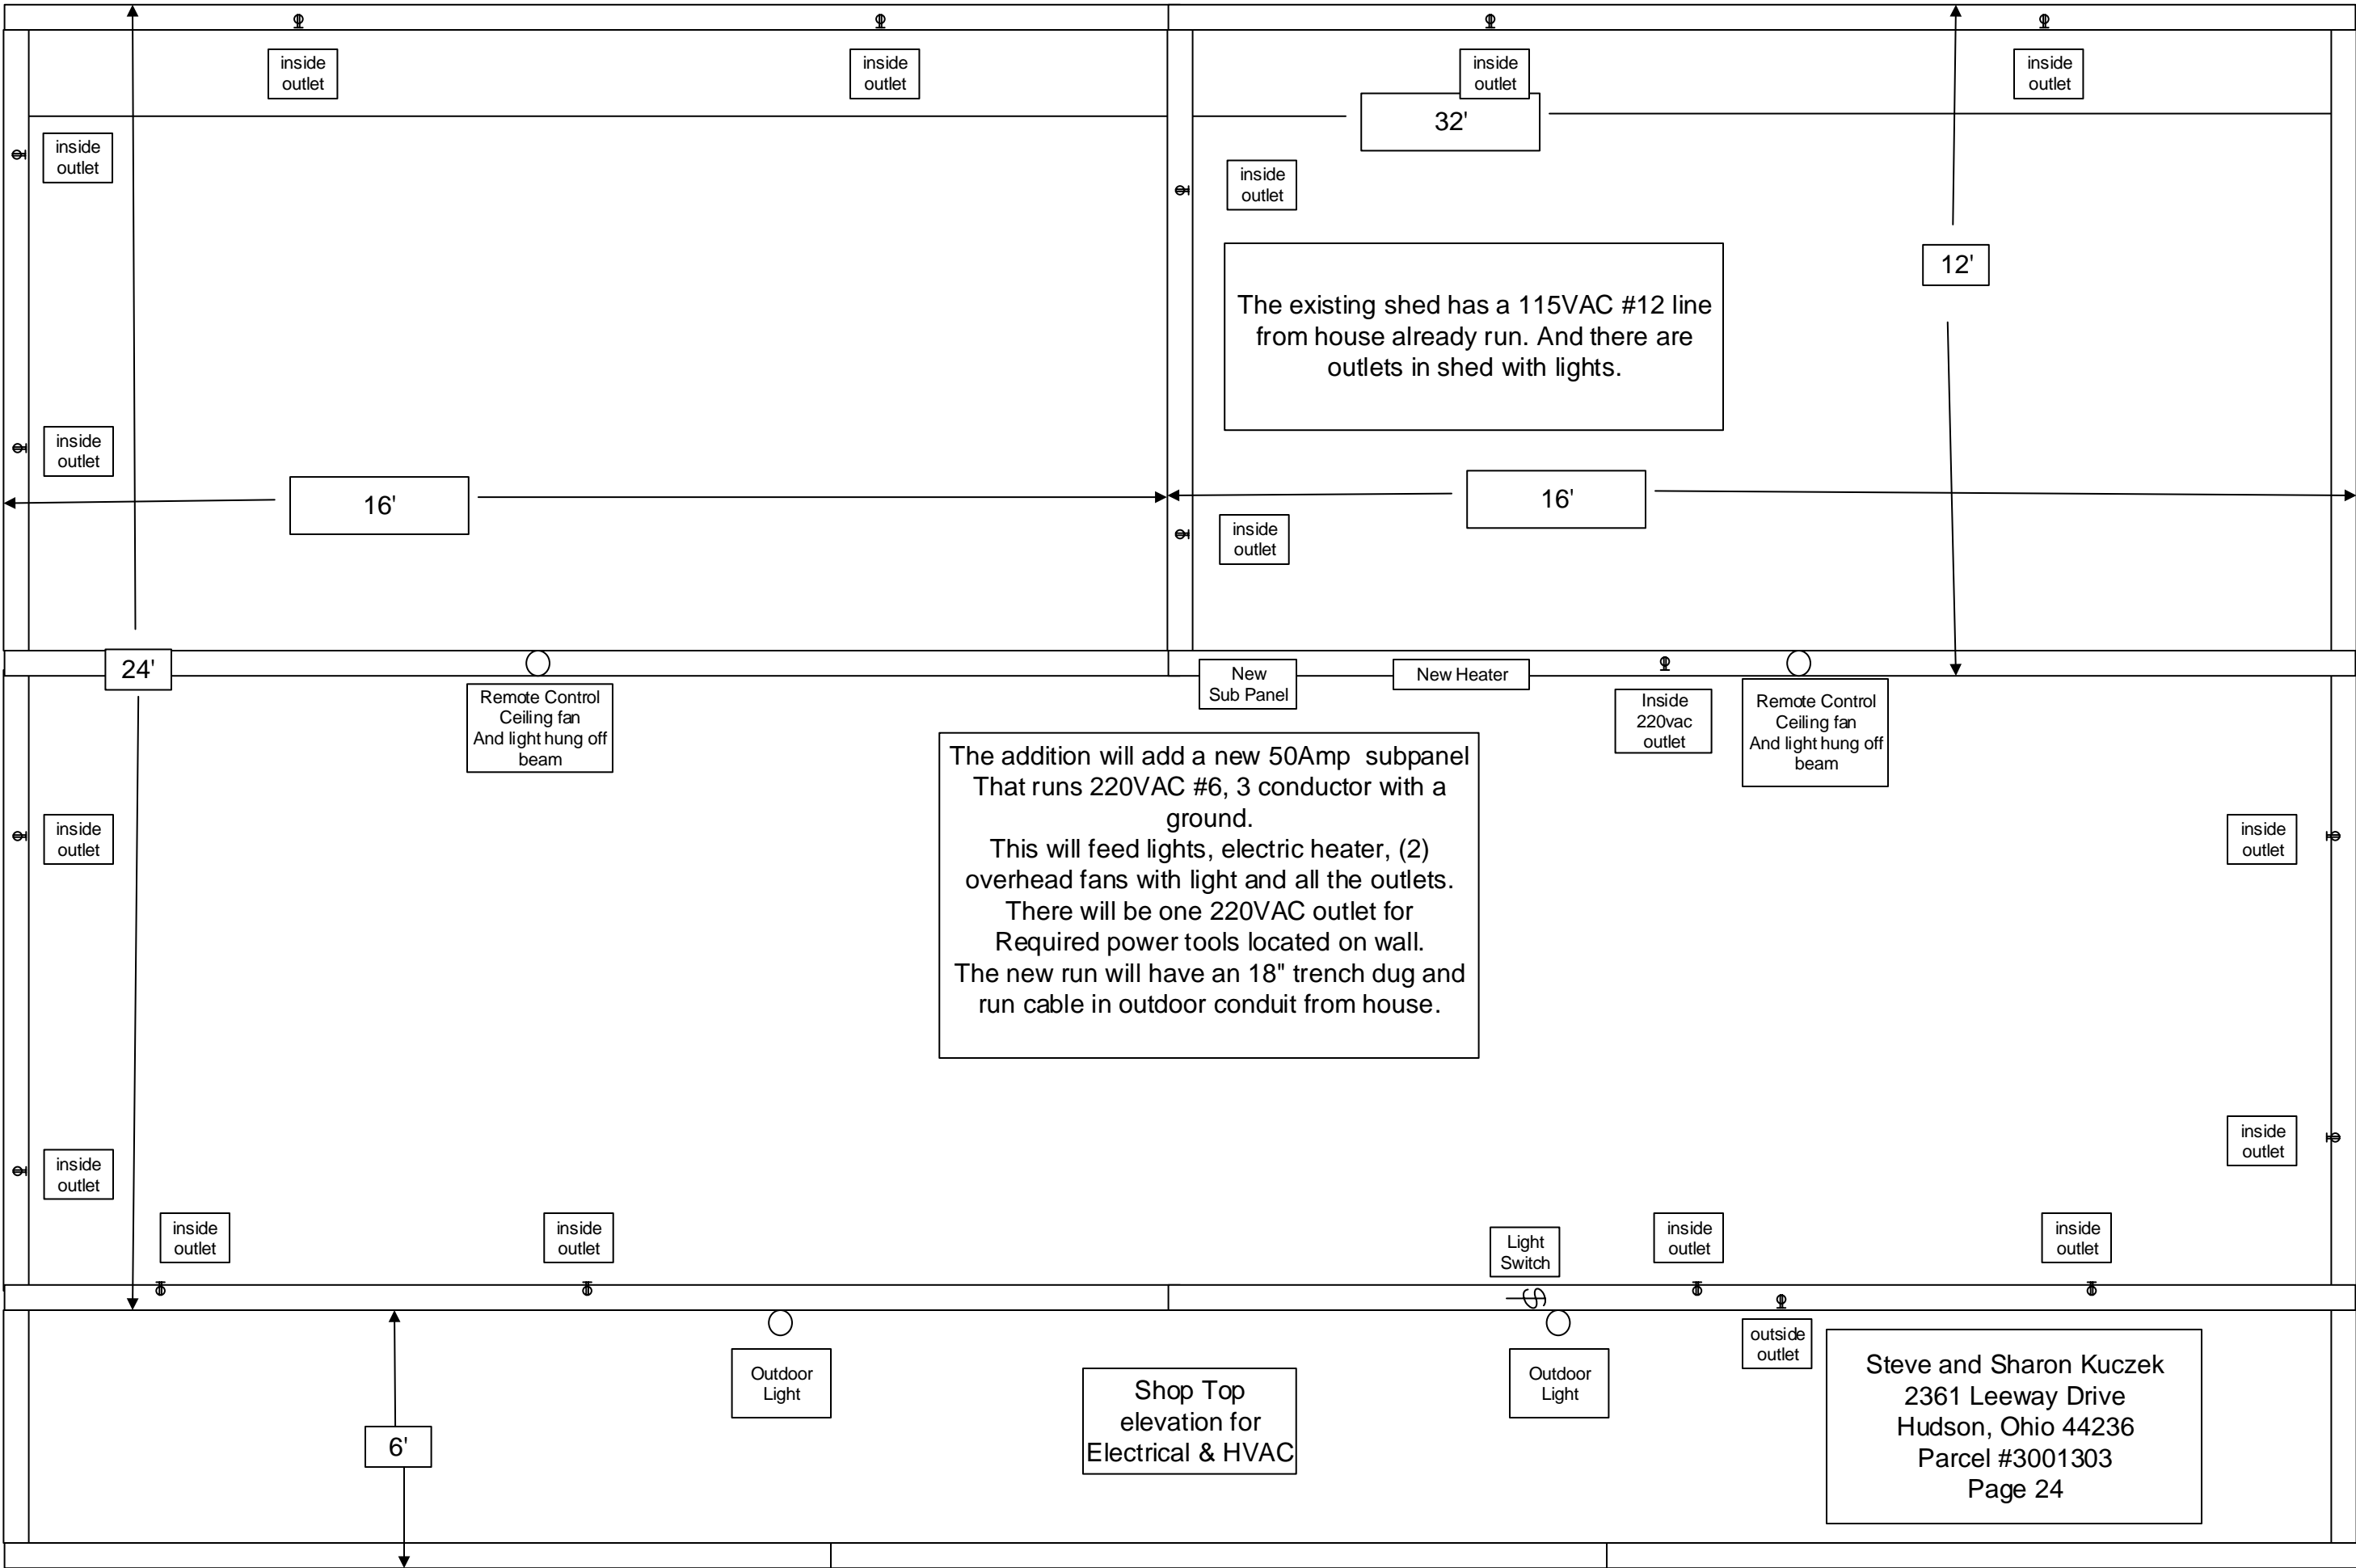 inside
outlet
inside
outlet
inside
outlet
inside
outlet
32'
inside
outlet
inside
outlet
12'
The existing shed has a 115VAC #12 line
from house already run. And there are
outlets in shed with lights.
inside
outlet
16'
16'
inside
outlet
24'
New
Sub Panel
New Heater
Remote Control
Ceiling fan
And light hung off
beam
Inside
220vac
outlet
Remote Control
Ceiling fan
And light hung off
beam
The addition will add a new 50Amp subpanel
That runs 220VAC #6, 3 conductor with a
ground.
This will feed lights, electric heater, (2)
overhead fans with light and all the outlets.
There will be one 220VAC outlet for
Required power tools located on wall.
The new run will have an 18" trench dug and
run cable in outdoor conduit from house.
inside
outlet
inside
outlet
inside
outlet
inside
outlet
inside
outlet
inside
outlet
Light
Switch
inside
outlet
inside
outlet
S
outside
outlet
Outdoor
Light
Shop Top
elevation for
Electrical & HVAC
Outdoor
Light
Steve and Sharon Kuczek
2361 Leeway Drive
Hudson, Ohio 44236
Parcel #3001303
Page 24
6'